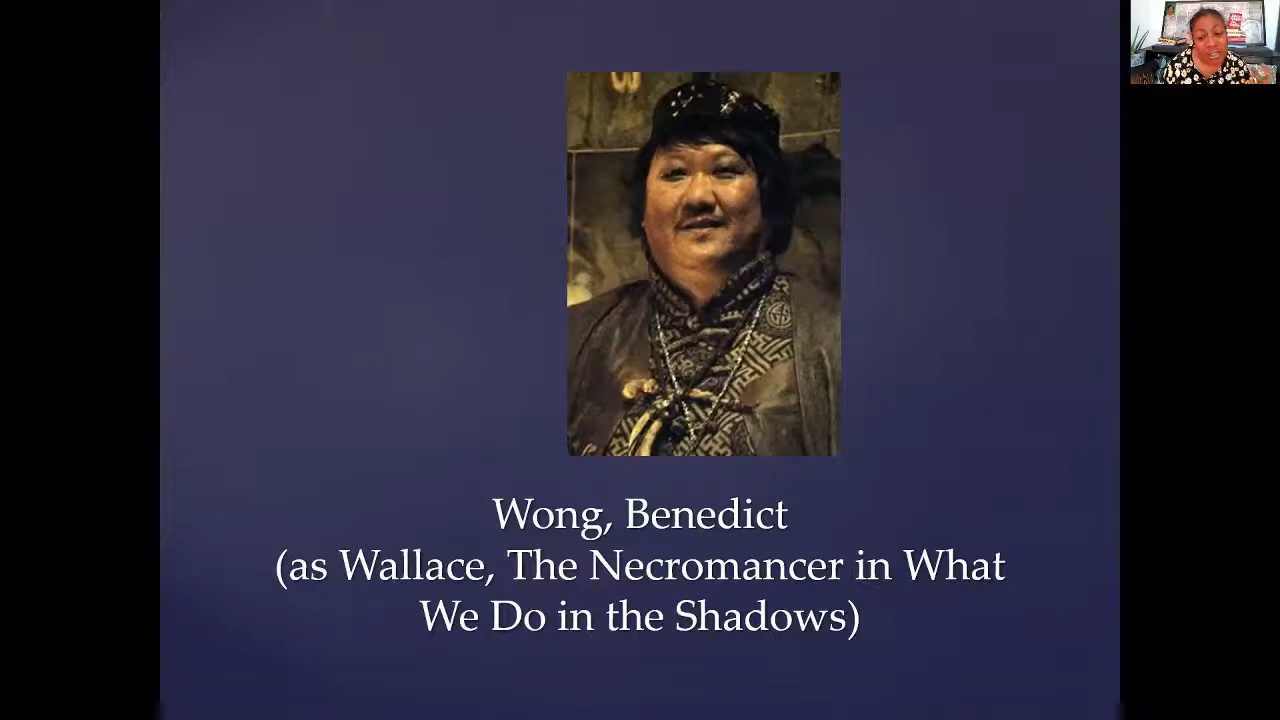 Wong, Benedict
(as Wallace, The Necromancer in What
We Do in the Shadows)